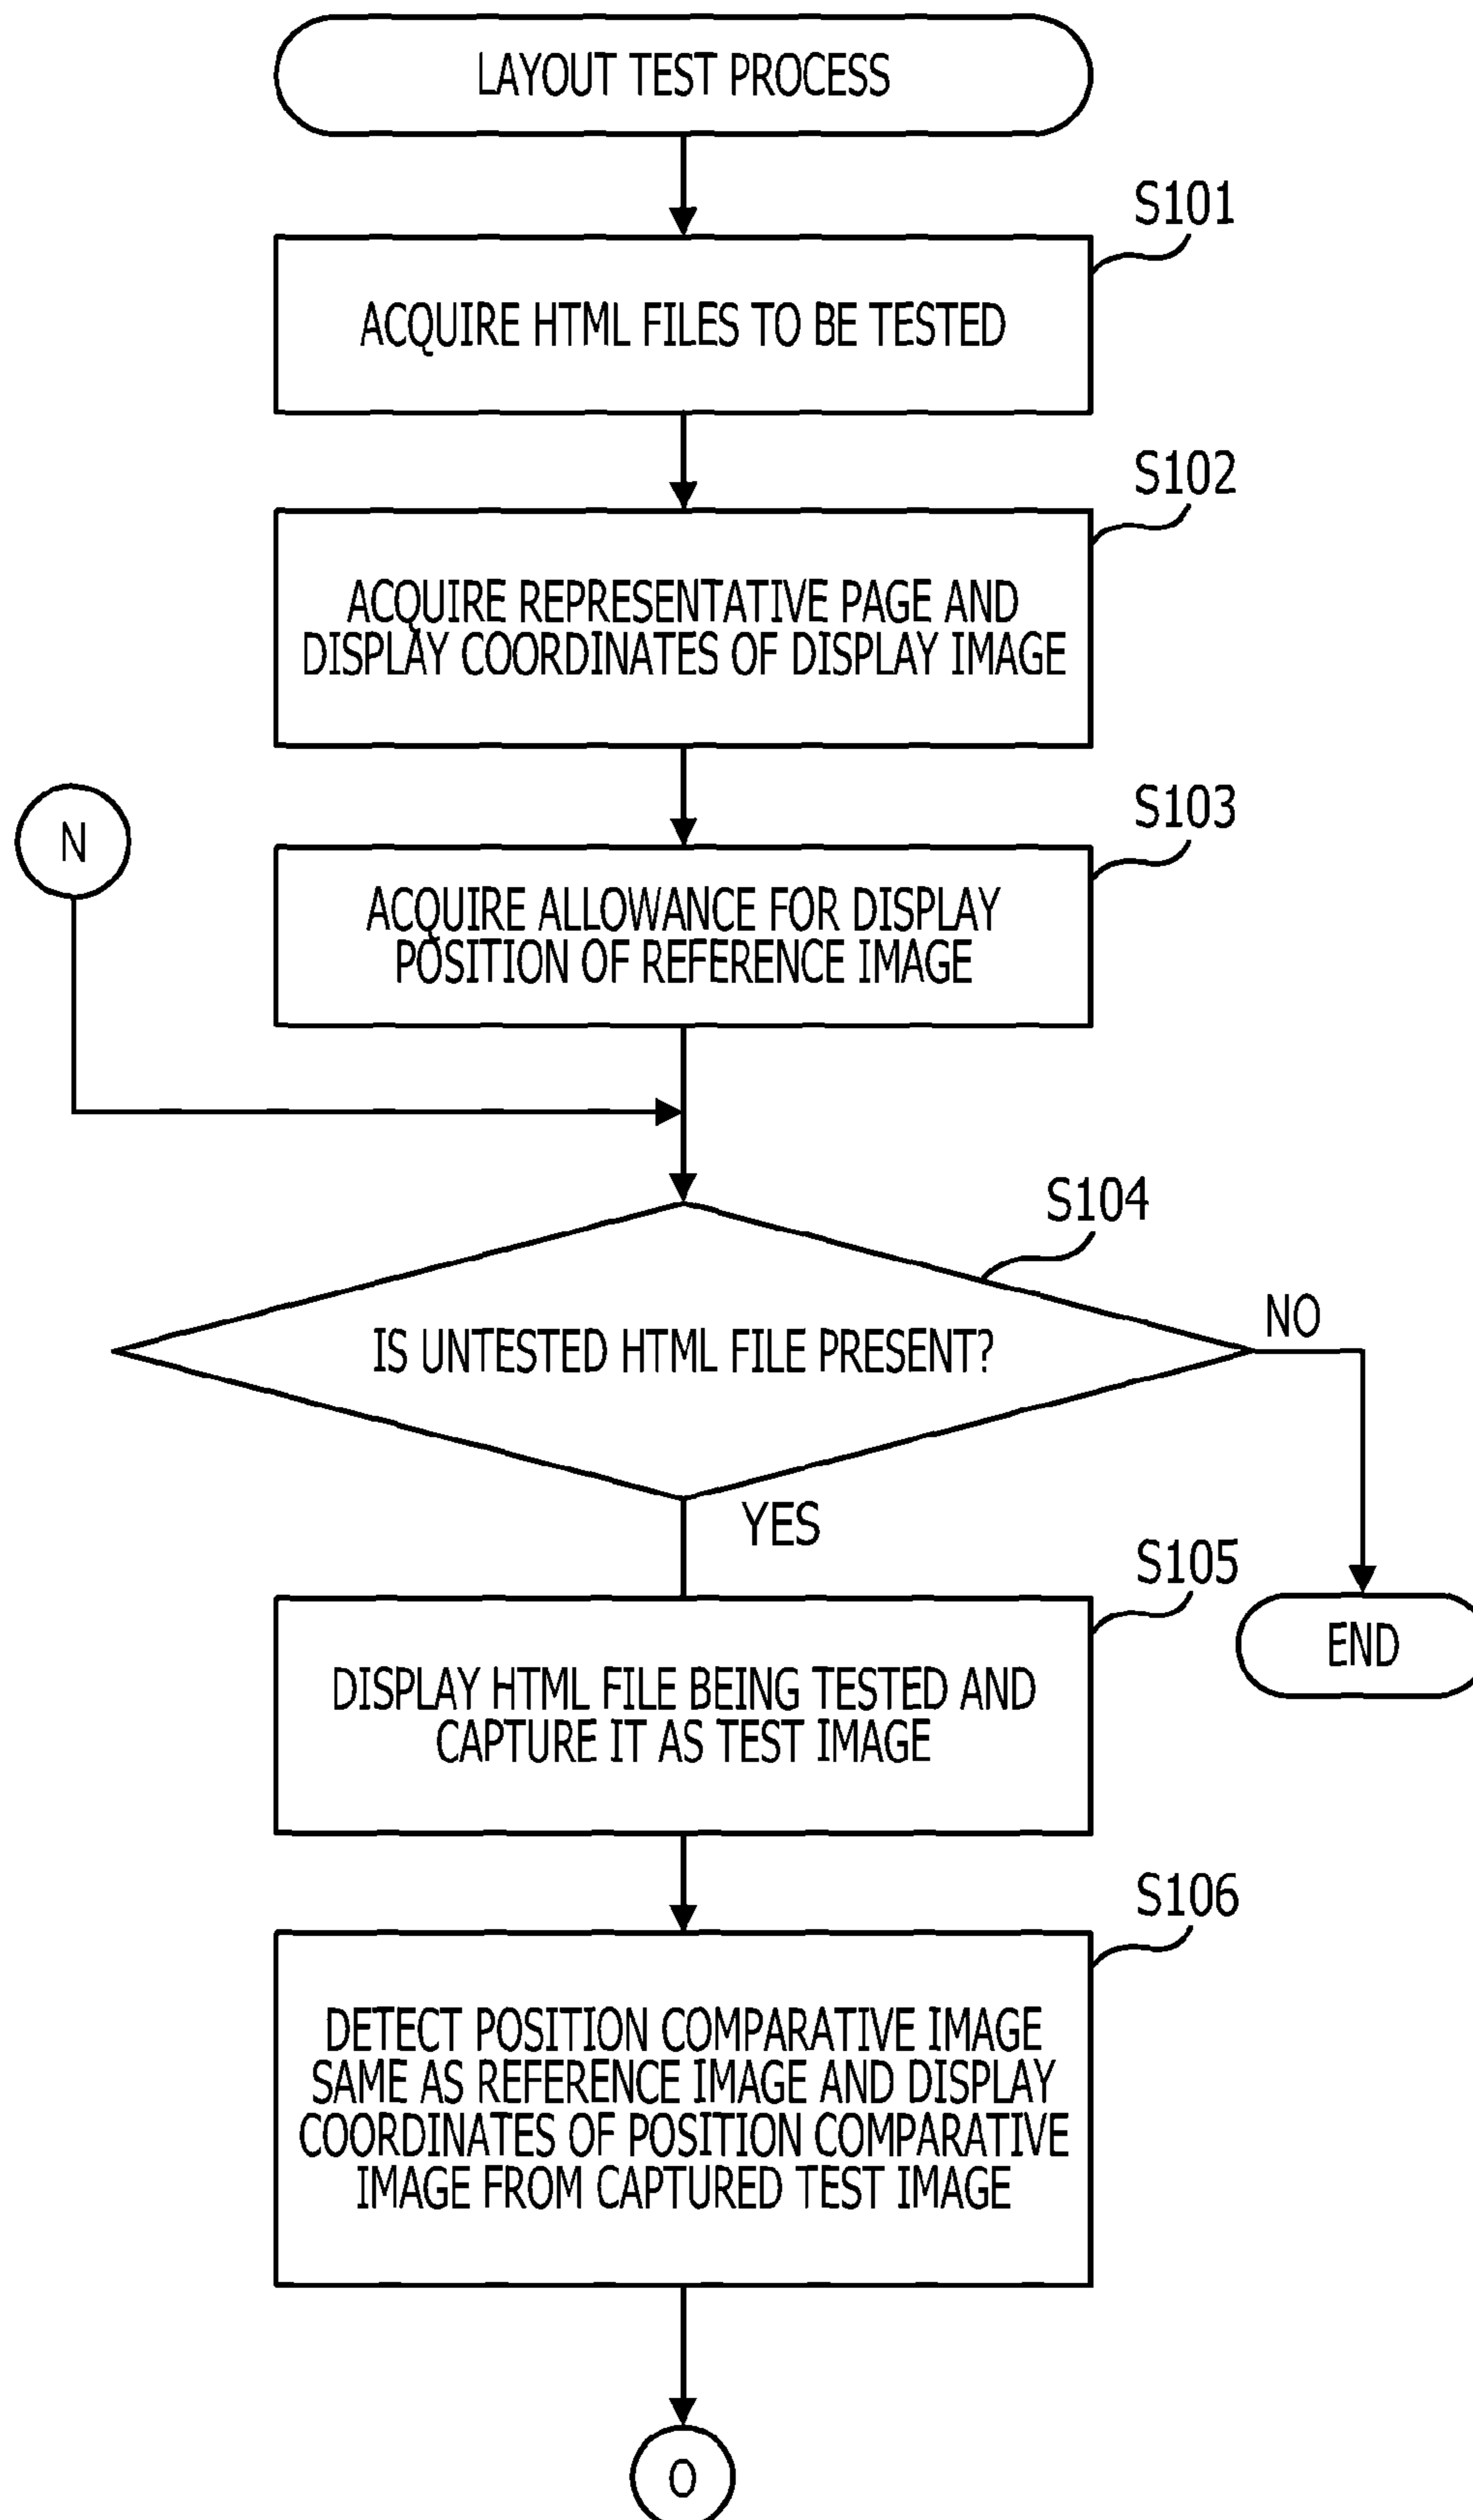 LAYOUT TEST PROCESS
S101
ACQUIRE HTML FILES TO BE TESTED
S102
ACQUIRE REPRESENTATIVE PAGE AND
DISPLAY COORDINATES OF DISPLAY IMAGE
N
S103
ACQUIRE ALLOWANCE FOR DISPLAY
POSITION OF REFERENCE IMAGE
S104
IS UNTESTED HTML FILE PRESENT?
NO
YES
S105
END
DISPLAY HTML FILE BEING TESTED AND
CAPTURE IT AS TEST IMAGE
S106
DETECT POSITION COMPARATIVE IMAGE
SAME AS REFERENCE IMAGE AND DISPLAY
COORDINATES OF POSITION COMPARATIVE
IMAGE FROM CAPTURED TEST IMAGE
O